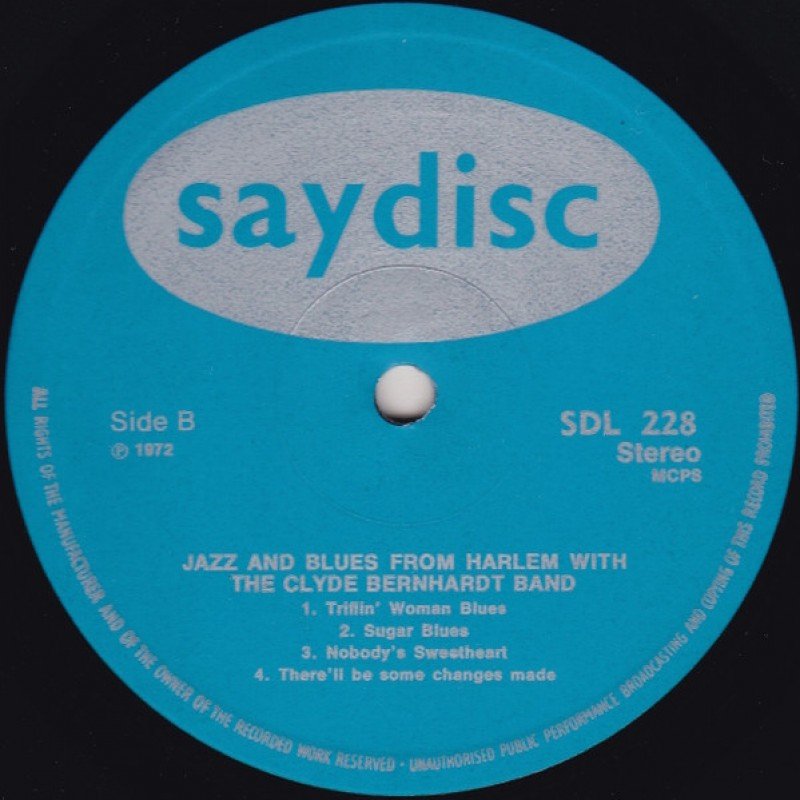 saydisc
Side B
℗ 1972
SDL 228
Stereo
MCPS
JAZZ AND BLUES FROM HARLEM WITH
THE CLYDE BERNHARDT BAND
1. Triflin' Woman Blues
2. Sugar Blues
3. Nobody's Sweetheart
4. There'll be some changes made
ALL RIGHTS OF THE MANUFACTURER AND OF THE OWNER OF THE RECORDED WORK RESERVED · UNAUTHORISED PUBLIC PERFORMANCE BROADCASTING AND COPYING OF THIS RECORD PROHIBITED